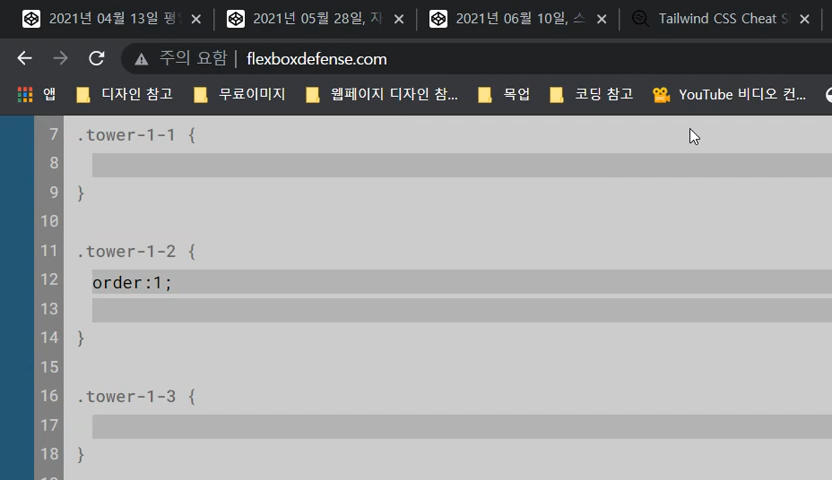 2021년 04월 13일 평
2021년 05월 28일, 지
2021년 06월 10일, 스
Tailwind CSS Cheat S
주의 요함
flexboxdefense.com
앱
디자인 참고
무료이미지
웹페이지 디자인 참...
목업
코딩 참고
YouTube 비디오 컨...
7 .tower-1-1 {
8
9 }
10
11 .tower-1-2 {
12 order:1;
13
14 }
15
16 .tower-1-3 {
17
18 }